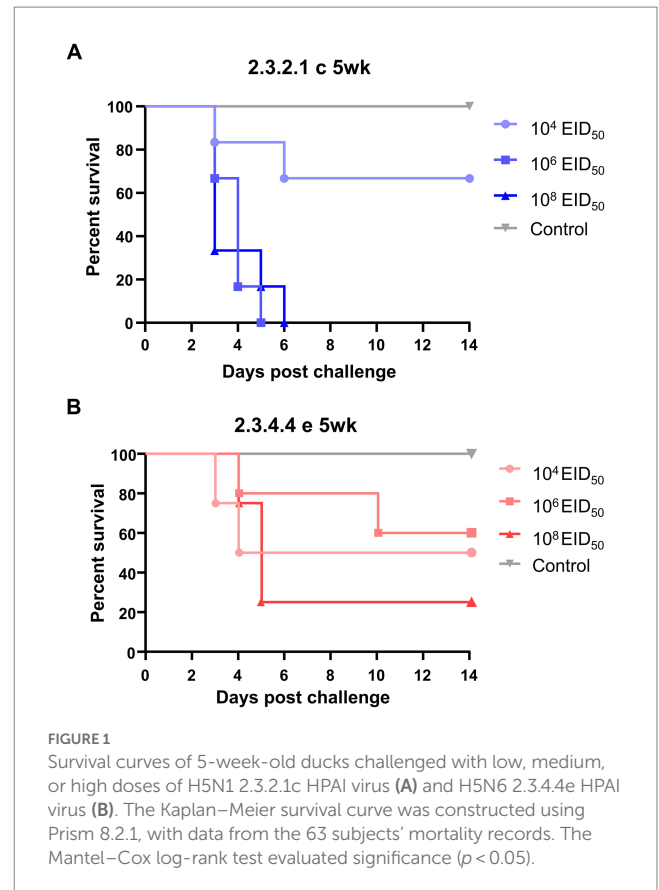 A
2.3.2.1 c 5wk
Percent survival
100
80
60
40
20
0
0 2 4 6 8 10 12 14
Days post challenge
10⁴ EID₅₀
10⁶ EID₅₀
10⁸ EID₅₀
Control
B
2.3.4.4 e 5wk
Percent survival
100
80
60
40
20
0
0 2 4 6 8 10 12 14
Days post challenge
10⁴ EID₅₀
10⁶ EID₅₀
10⁸ EID₅₀
Control
FIGURE 1
Survival curves of 5-week-old ducks challenged with low, medium,
or high doses of H5N1 2.3.2.1c HPAI virus (A) and H5N6 2.3.4.4e HPAI
virus (B). The Kaplan–Meier survival curve was constructed using
Prism 8.2.1, with data from the 63 subjects’ mortality records. The
Mantel–Cox log-rank test evaluated significance (p < 0.05).